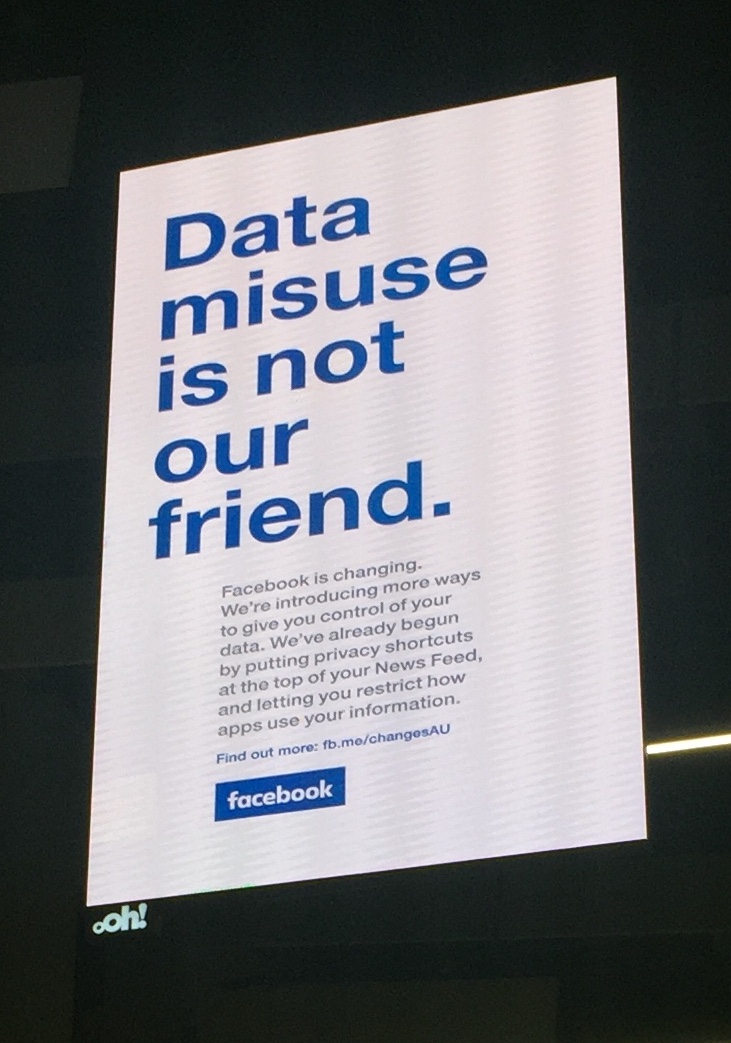 Data
misuse
is not
our
friend.
Facebook is changing.
We're introducing more ways
to give you control of your
data. We've already begun
by putting privacy shortcuts
at the top of your News Feed,
and letting you restrict how
apps use your information.
Find out more: fb.me/changesAU
facebook
ooh!